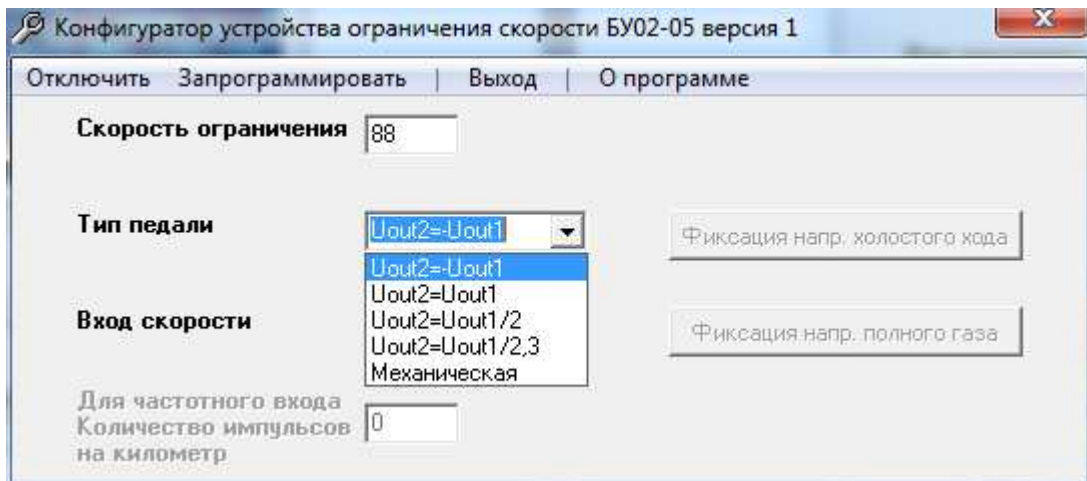 Конфигуратор устройства ограничения скорости БУ02-05 версия 1
Отключить Запрограммировать | Выход | О программе
Скорость ограничения 88
Тип педали Uout2=-Uout1 Фиксация напр. холостого хода
Uout2=-Uout1
Uout2=Uout1
Вход скорости Uout2=Uout1/2 Фиксация напр. полного газа
Uout2=Uout1/2,3
Механическая
Для частотного входа
Количество импульсов 0
на километр